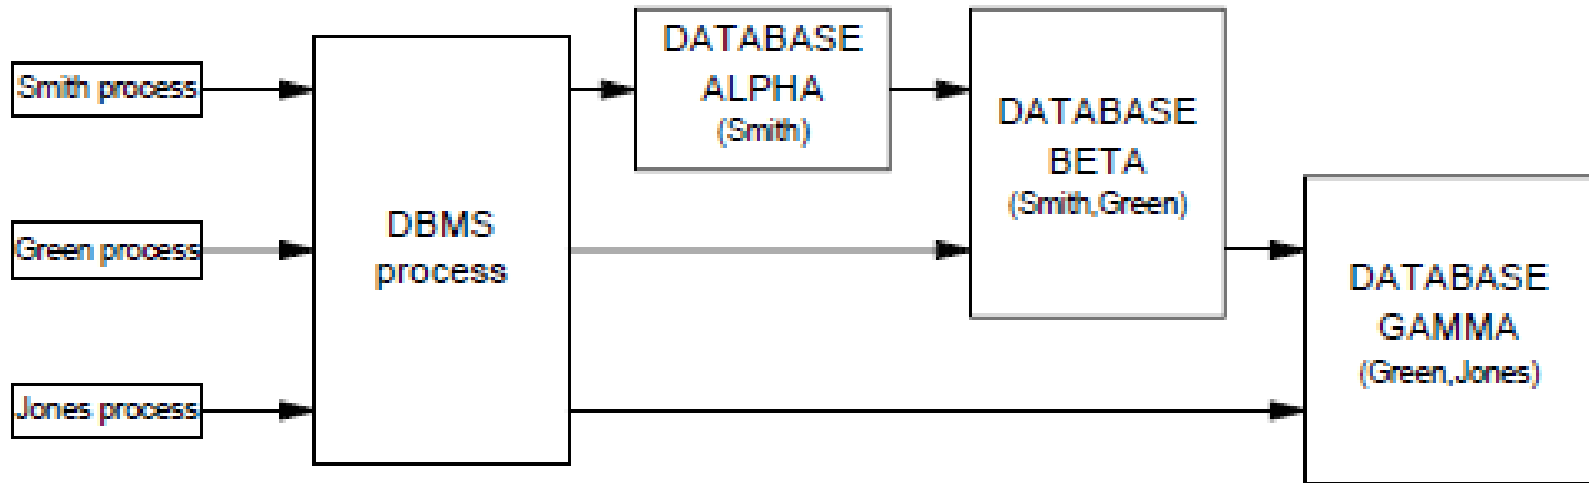 Smith process
Green process
Jones process
DBMS
process
DATABASE
ALPHA
(Smith)
DATABASE
BETA
(Smith,Green)
DATABASE
GAMMA
(Green,Jones)